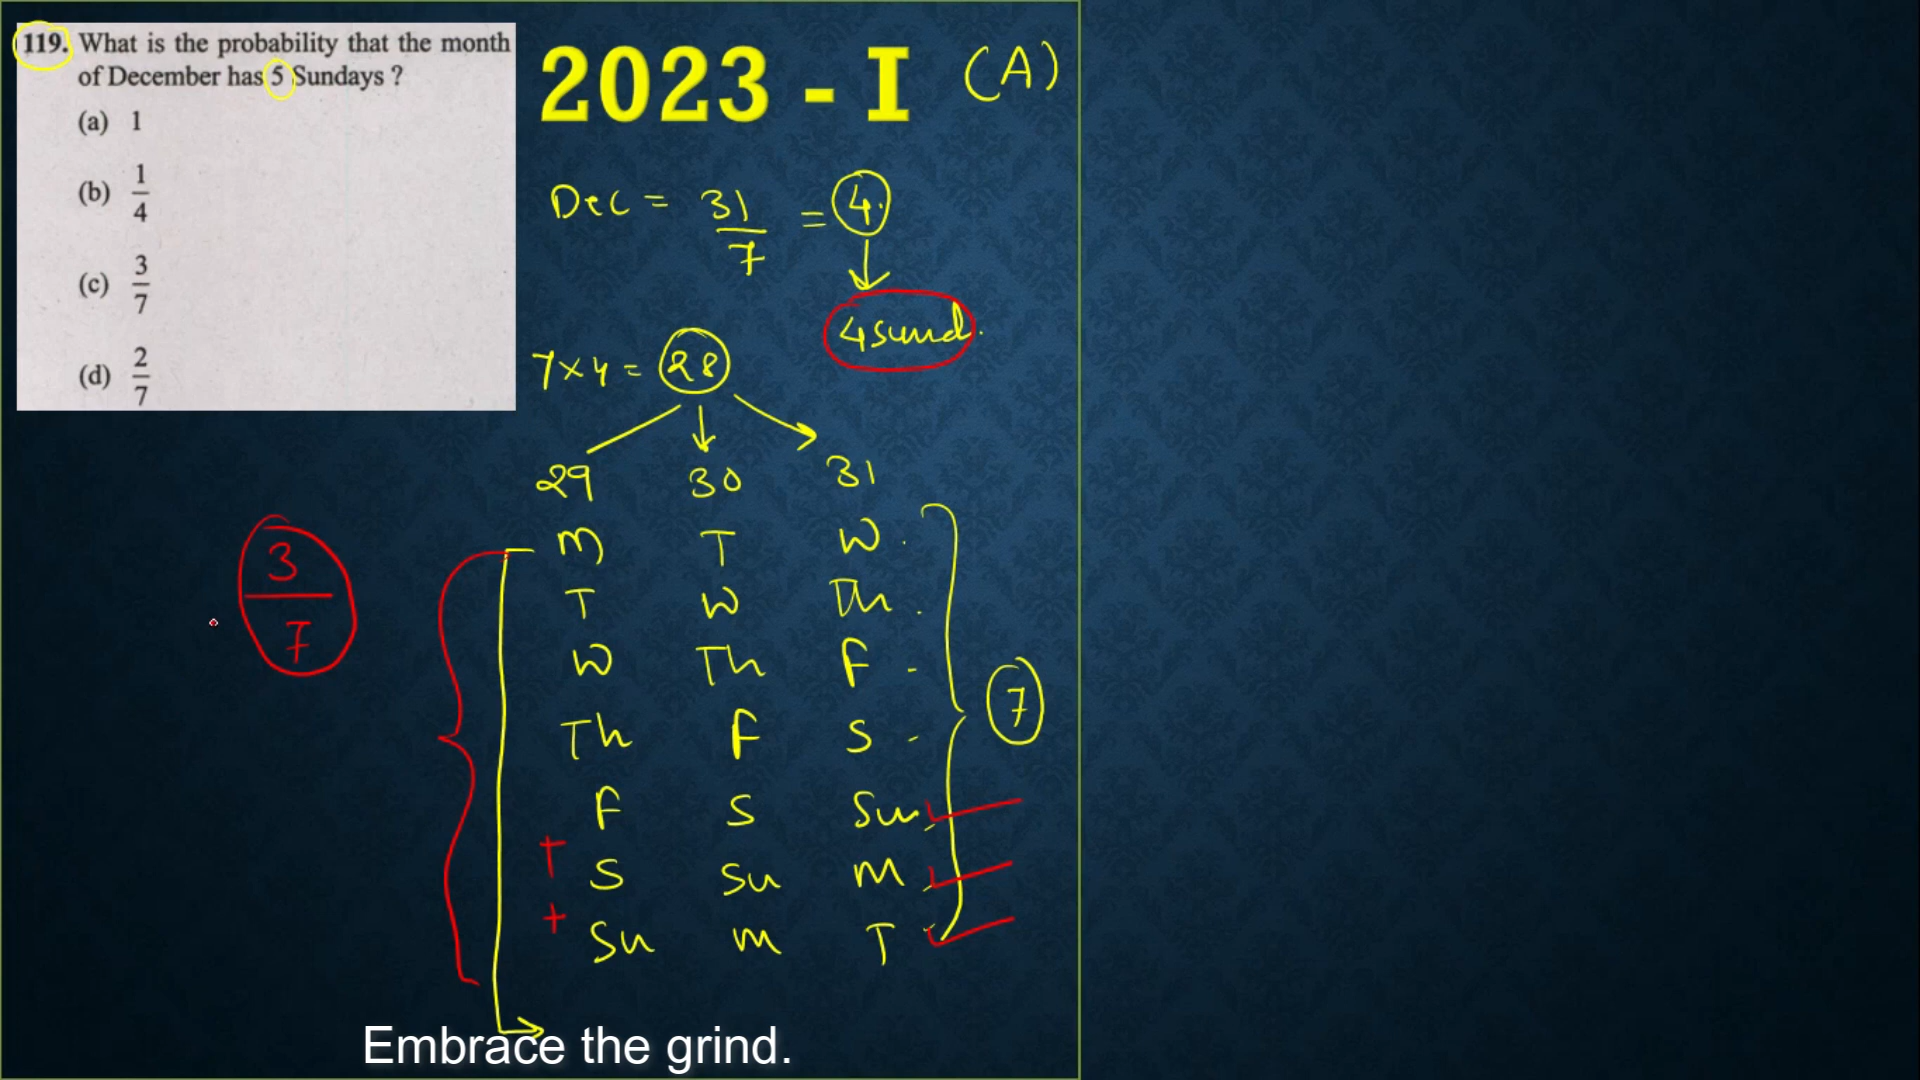 119. What is the probability that the month
of December has 5 Sundays ?
(a) 1
(b) 1/4
(c) 3/7
(d) 2/7
2023 - I (A)
Dec = 31/7 = 4.
4 sund.
7 x 4 = 28
29 30 31
M T W .
T W Th .
W Th F -
Th F S -
F S Su
S Su M
Su M T
7
3/7
Embrace the grind.